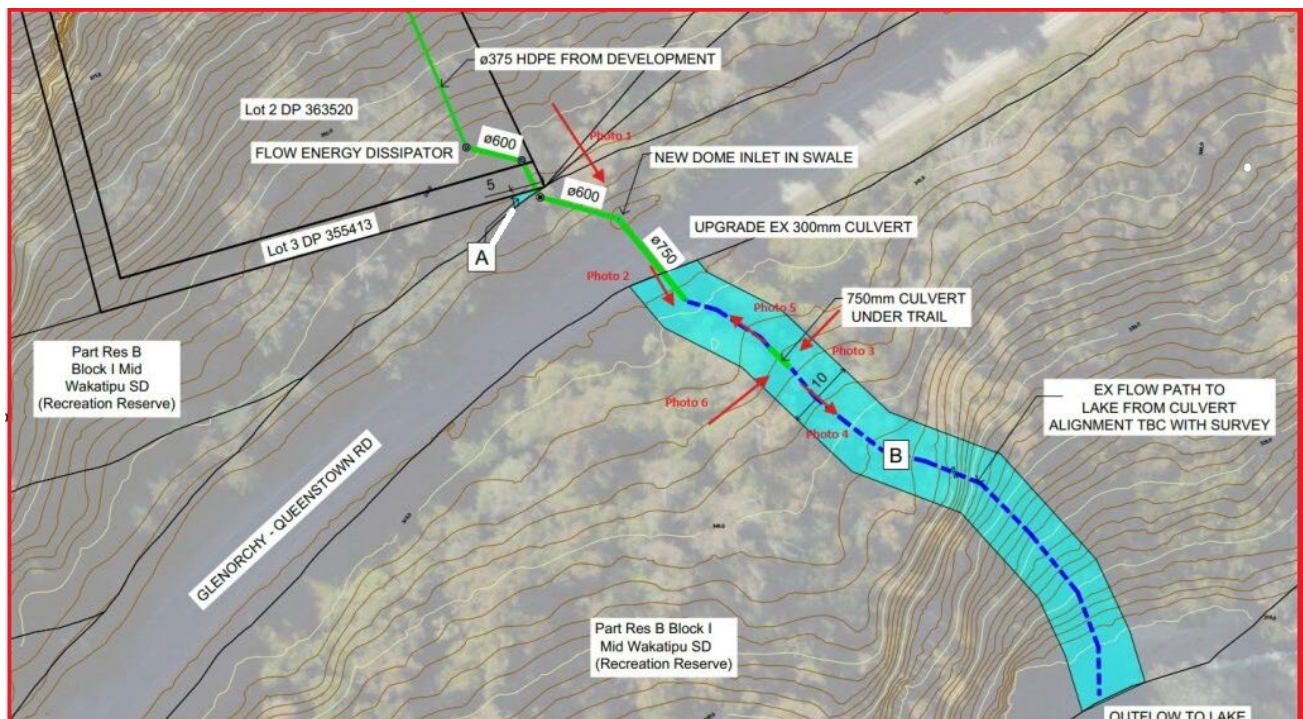 ø375 HDPE FROM DEVELOPMENT
Lot 2 DP 363520
Photo 1
ø600
FLOW ENERGY DISSIPATOR
NEW DOME INLET IN SWALE
5
ø600
Lot 3 DP 355413
UPGRADE EX 300mm CULVERT
A
ø750
Photo 2
750mm CULVERT
UNDER TRAIL
Photo 5
Photo 3
Part Res B
Block I Mid
Wakatipu SD
(Recreation Reserve)
10
EX FLOW PATH TO
LAKE FROM CULVERT
ALIGNMENT TBC WITH SURVEY
Photo 6
Photo 4
B
GLENORCHY - QUEENSTOWN RD
Part Res B Block I
Mid Wakatipu SD
(Recreation Reserve)
OUTFLOW TO LAKE